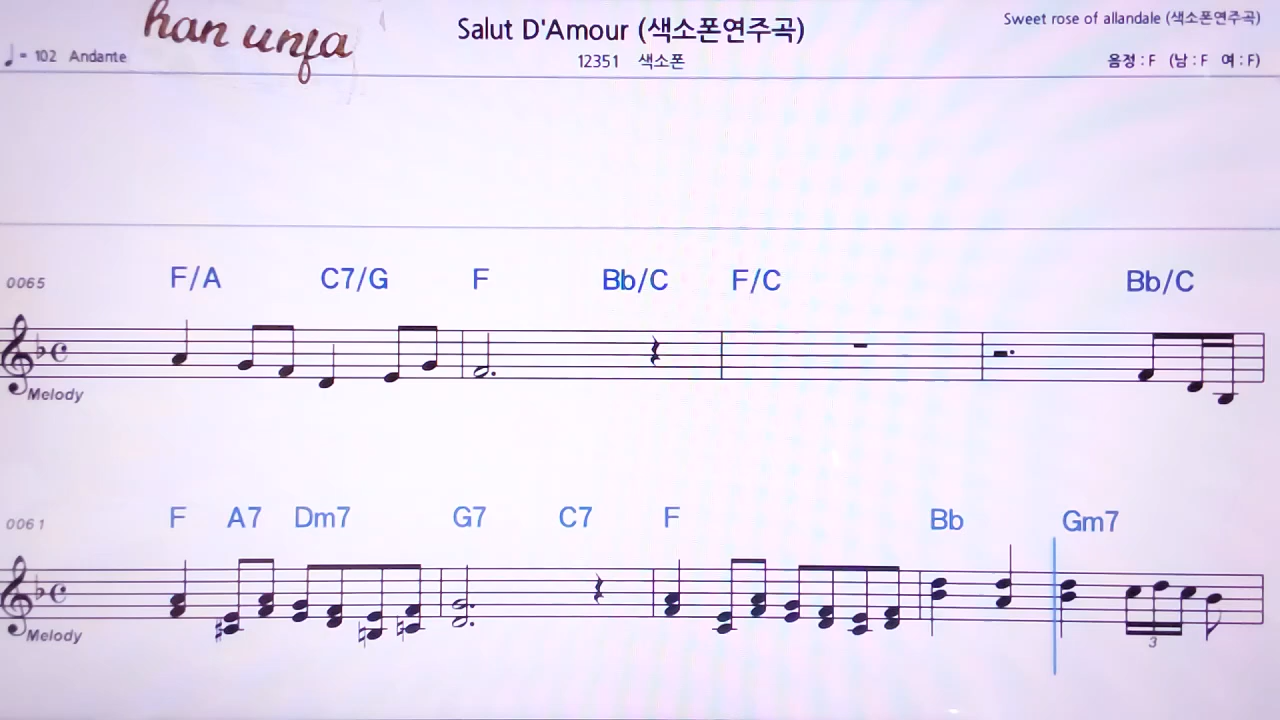 han unja
Salut D'Amour (색소폰연주곡)
Sweet rose of allandale (색소폰연주곡)
♩= 102 Andante
12351 색소폰
음정 : F (남 : F 여 : F)
0065
F/A C7/G F Bb/C F/C Bb/C
Melody
0061
F A7 Dm7 G7 C7 F Bb Gm7
Melody
3